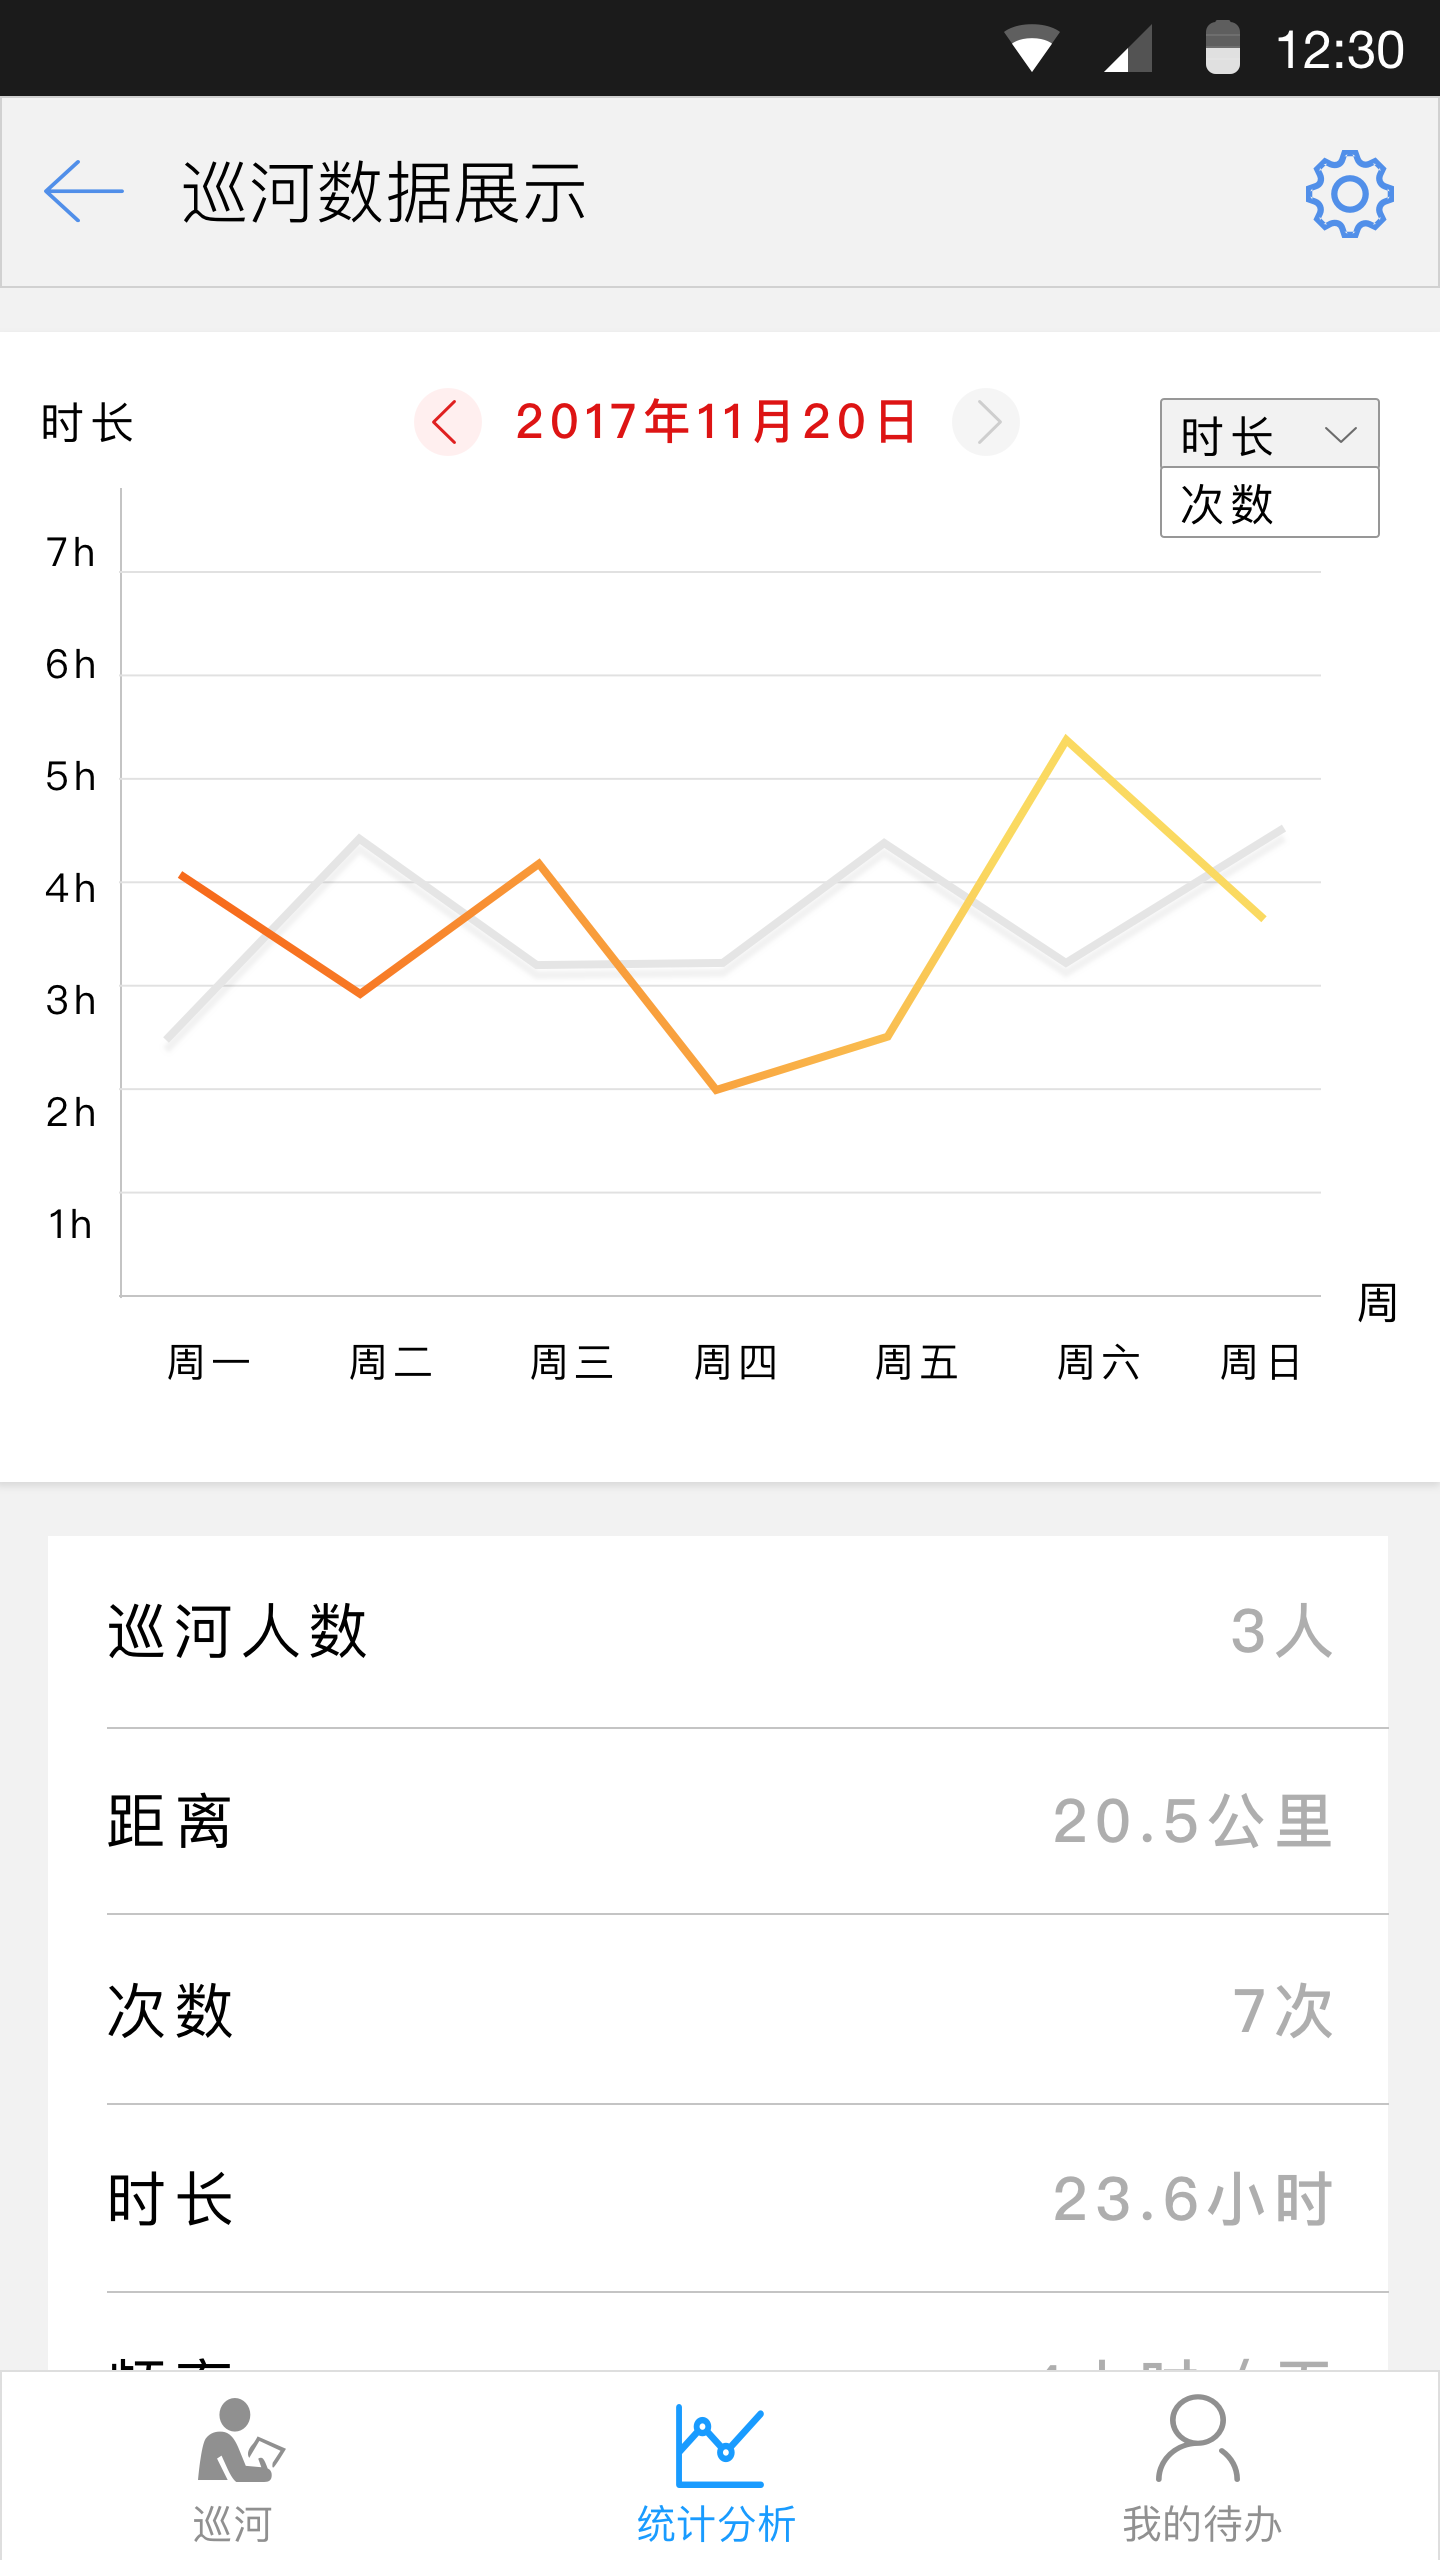 12:30
巡河数据展示
时长
2017年11月20日
时长
次数
7h
6h
5h
4h
3h
2h
1h
周
周一 周二 周三 周四 周五 周六 周日
巡河人数 3人
距离 20.5公里
次数 7次
时长 23.6小时
巡河 统计分析 我的待办